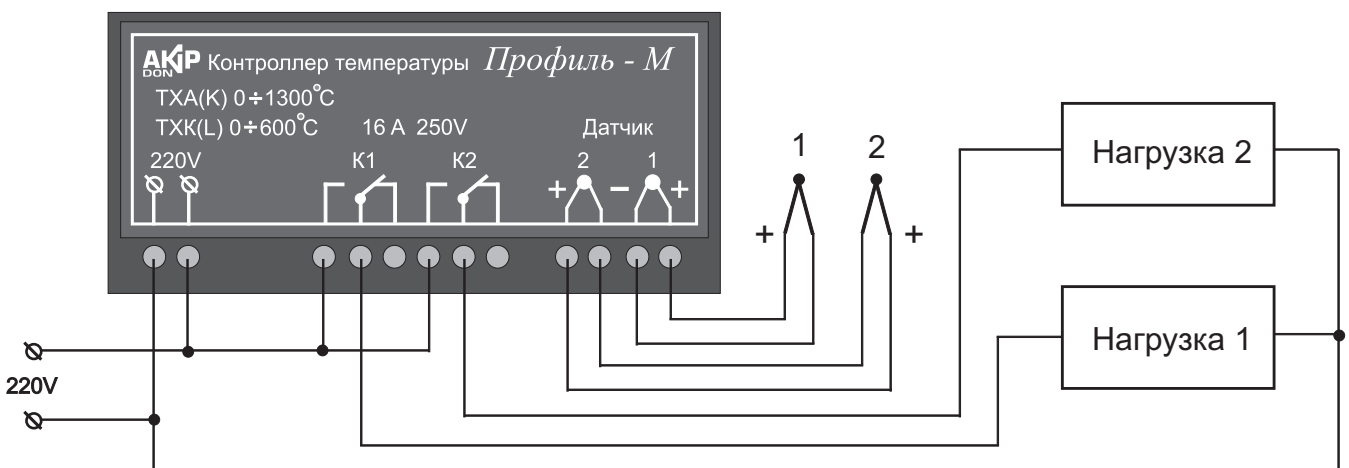 AKIP DON Контроллер температуры Профиль - М
ТХА(К) 0÷1300°С
ТХК(L) 0÷600°С 16 А 250V Датчик
220V К1 К2 2 1
+ − +
1 2
+ +
Нагрузка 2
Нагрузка 1
220V